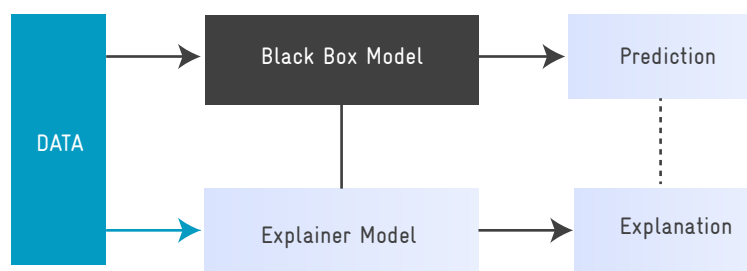 Black Box Model
Prediction
DATA
Explainer Model
Explanation